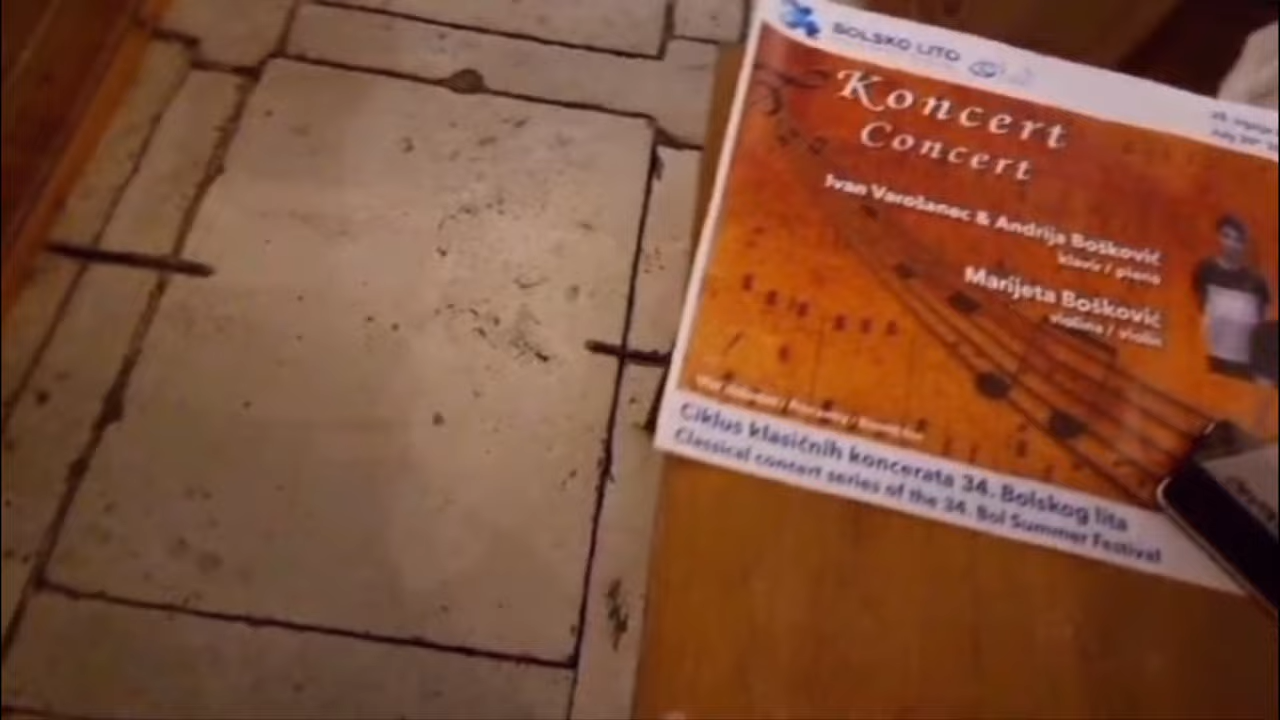 BOLSKO LITO
Koncert
Concert
Ivan Varošanec & Andrija Bošković
klavir / piano
Marijeta Bošković
violina / violin
Ciklus klasičnih koncerata 34. Bolskog lita
Classical concert series of the 34. Bol Summer Festival